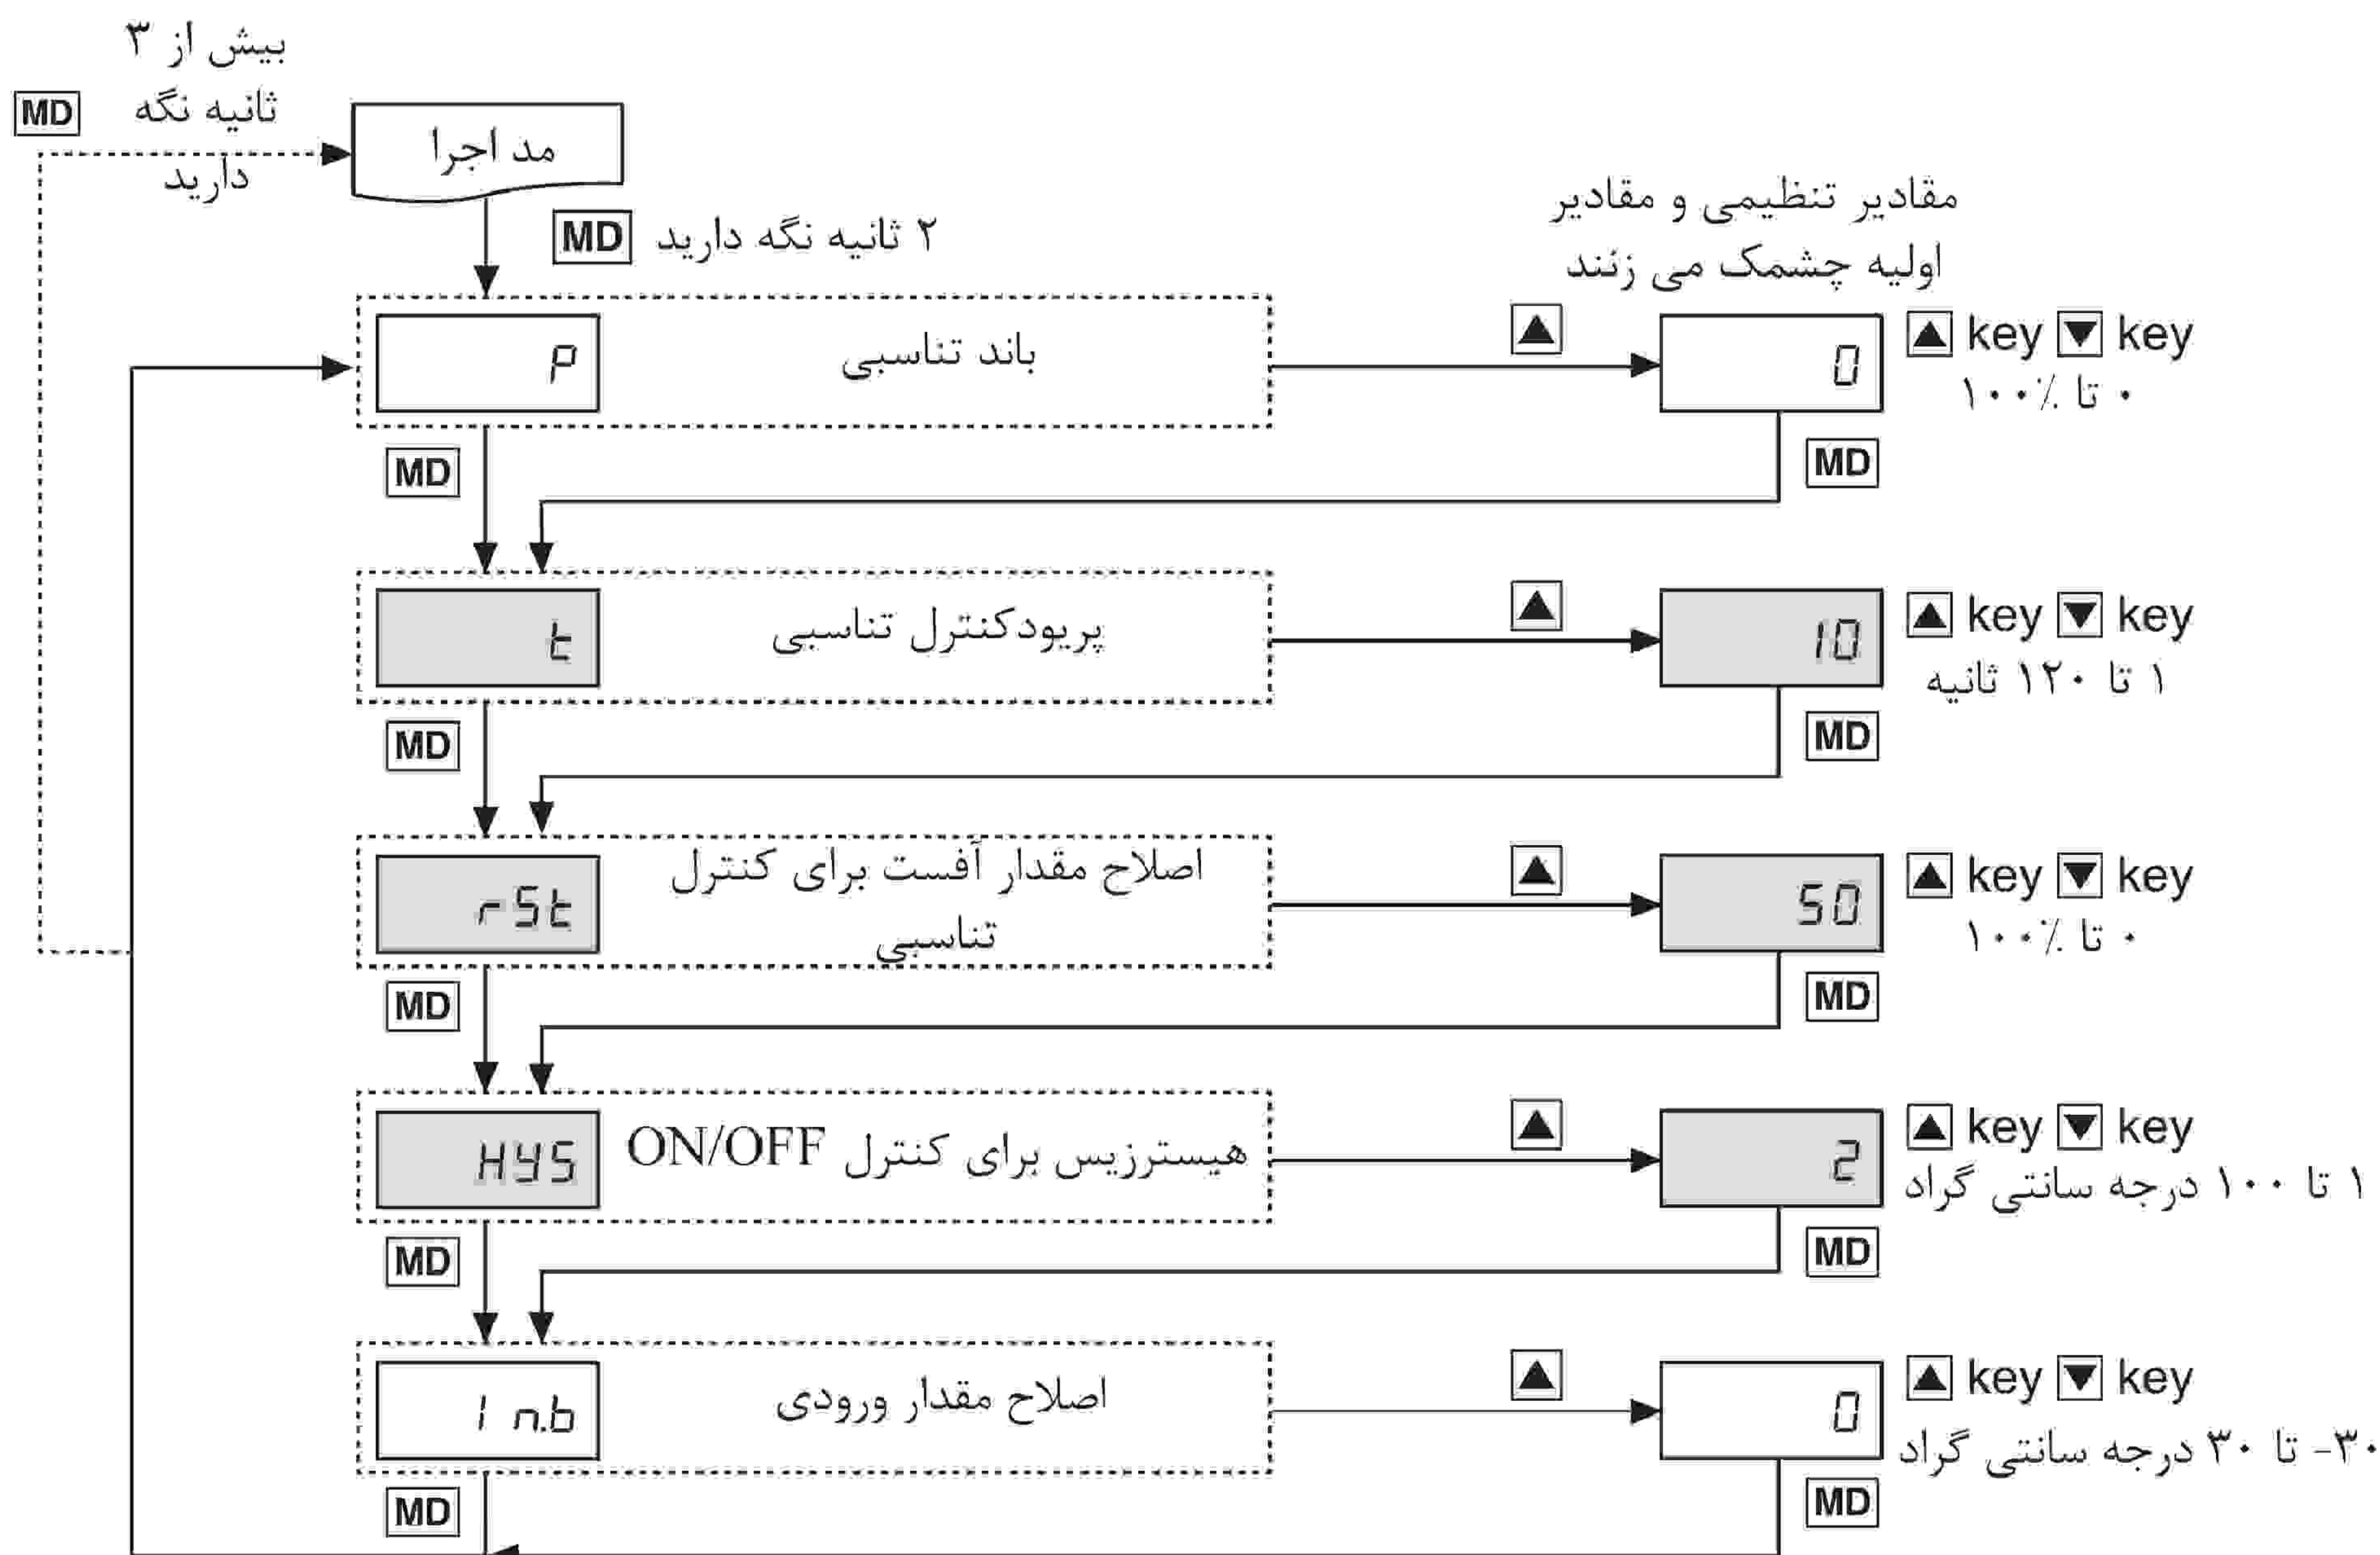 بیش از ۳
ثانیه نگه
دارید
MD
مد اجرا
MD ۲ ثانیه نگه دارید
مقادیر تنظیمی و مقادیر
اولیه چشمک می زنند
P
باند تناسبی
▲
0
▲ key ▼ key
۰ تا ۱۰۰٪
MD
MD
t
پریودکنترل تناسبی
▲
10
▲ key ▼ key
۱ تا ۱۲۰ ثانیه
MD
MD
rSt
اصلاح مقدار آفست برای کنترل
تناسبی
▲
50
▲ key ▼ key
۰ تا ۱۰۰٪
MD
MD
HYS
هیسترزیس برای کنترل ON/OFF
▲
2
▲ key ▼ key
۱ تا ۱۰۰ درجه سانتی گراد
MD
MD
In.b
اصلاح مقدار ورودی
▲
0
▲ key ▼ key
-۳۰ تا ۳۰ درجه سانتی گراد
MD
MD